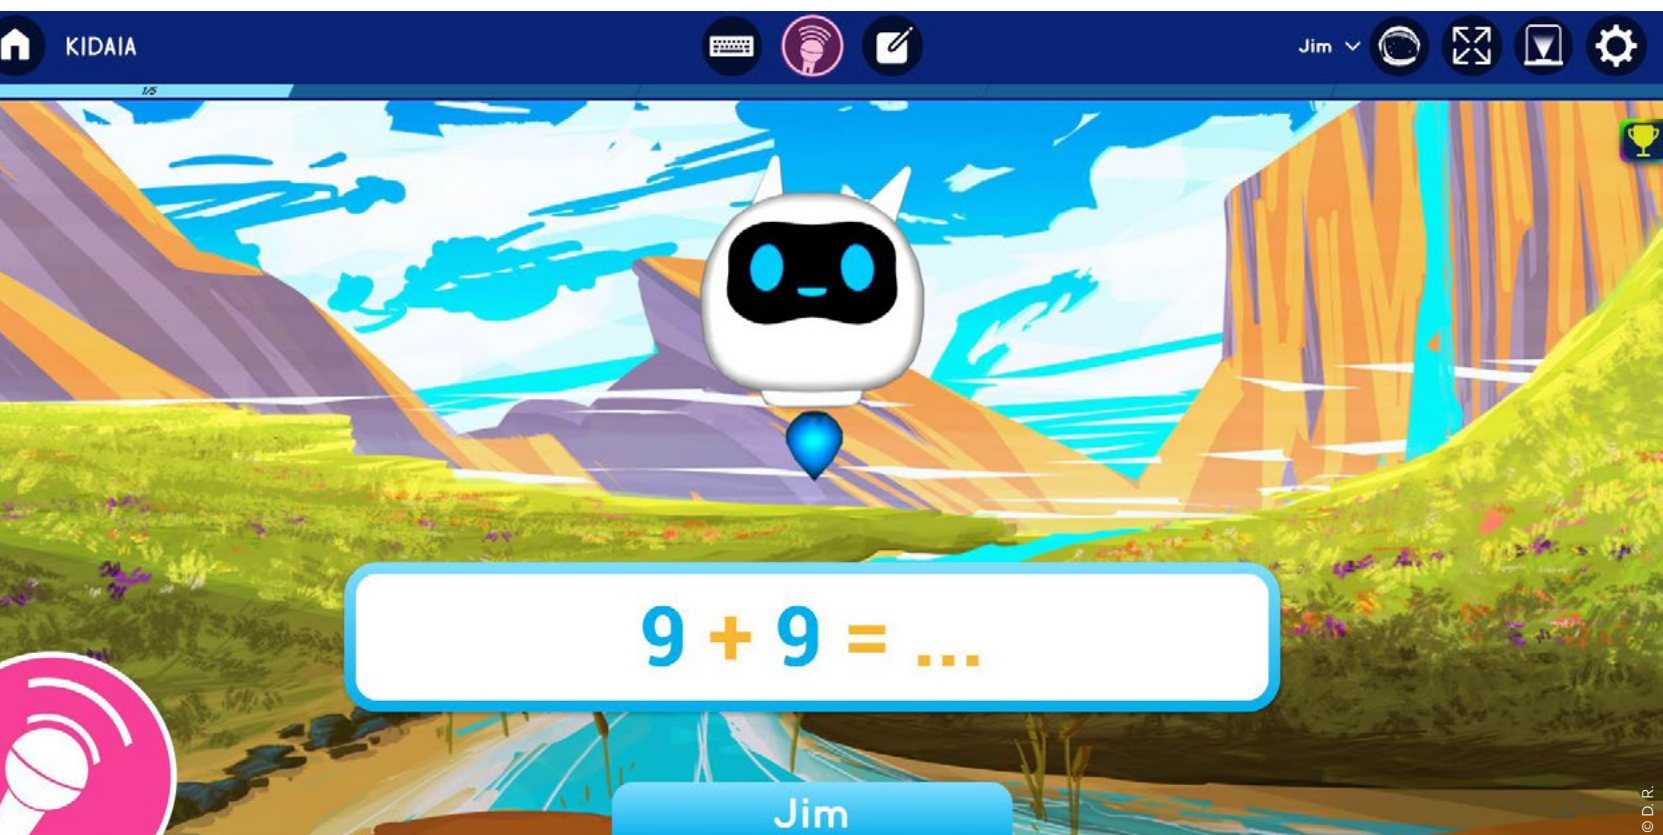 KIDAIA
Jim
1/5
9 + 9 = ...
Jim
© D. R.